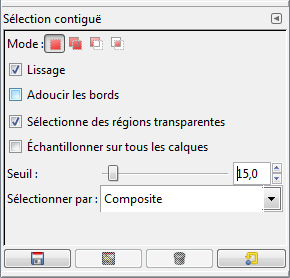 Sélection contiguë
Mode :
Lissage
Adoucir les bords
Sélectionne des régions transparentes
Échantillonner sur tous les calques
Seuil : 15,0
Sélectionner par : Composite